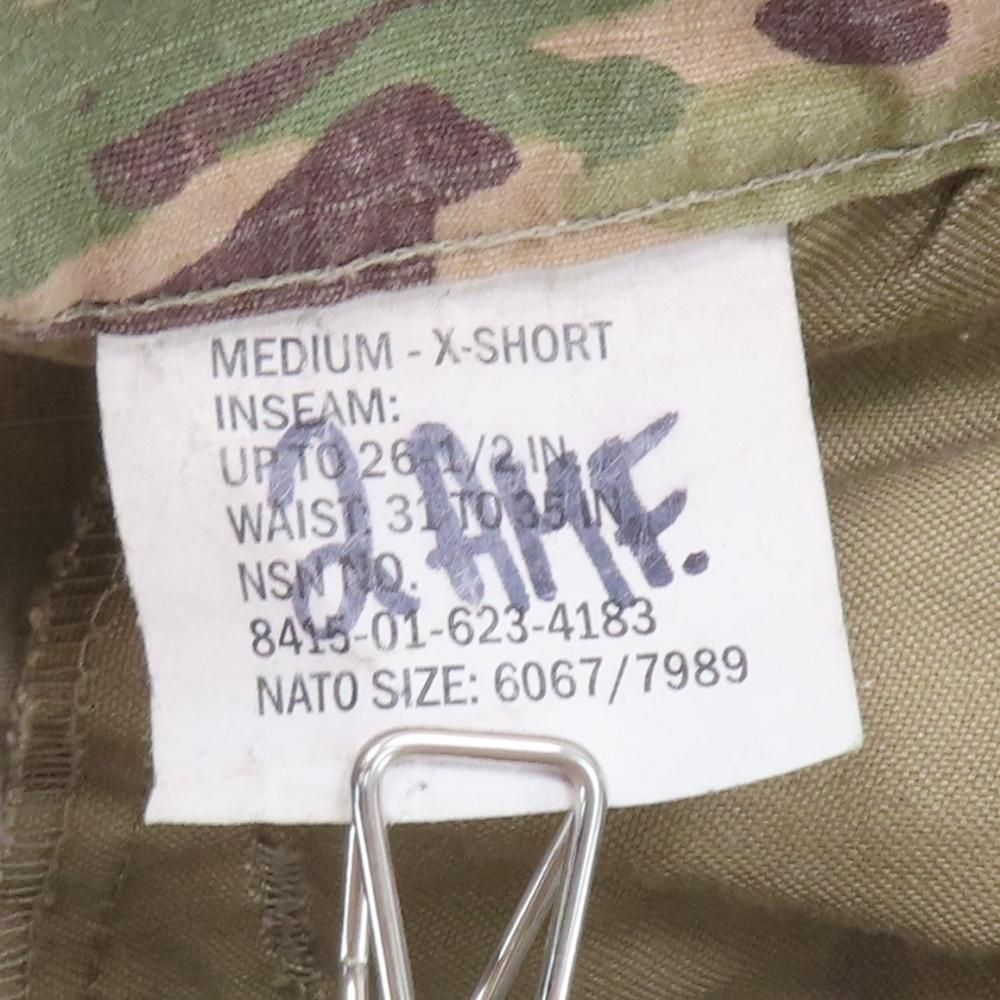 MEDIUM - X-SHORT
INSEAM:
UP TO 26-1/2 IN.
WAIST: 31 TO 35 IN.
NSN NO.
8415-01-623-4183
NATO SIZE: 6067/7989